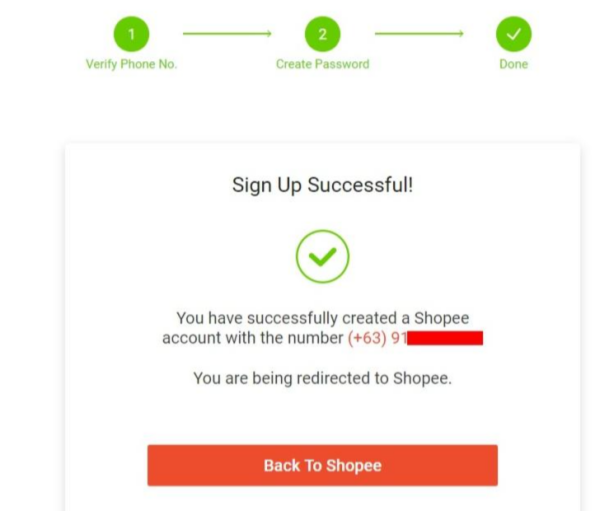 1
2
Verify Phone No.
Create Password
Done
Sign Up Successful!
You have successfully created a Shopee
account with the number (+63) 91
You are being redirected to Shopee.
Back To Shopee